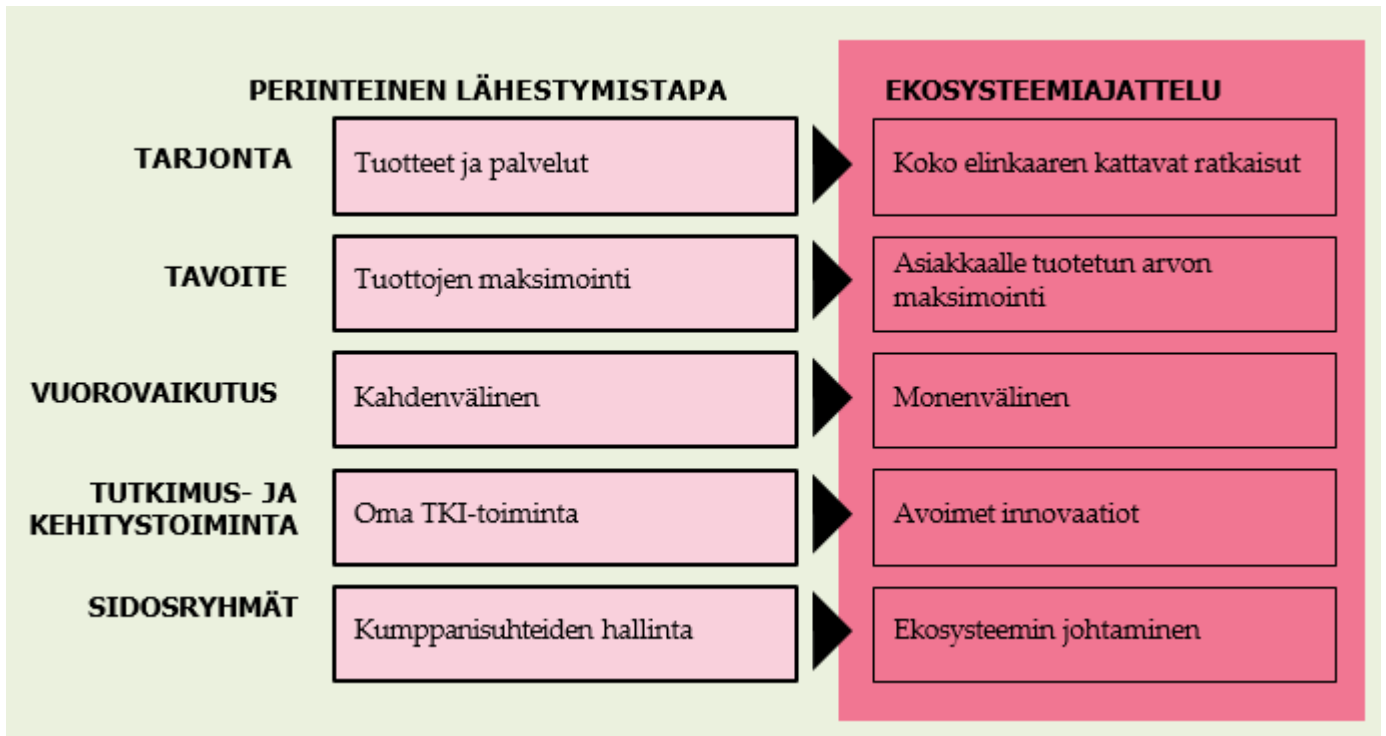 PERINTEINEN LÄHESTYMISTAPA
EKOSYSTEEMIAJATTELU
TARJONTA
Tuotteet ja palvelut
Koko elinkaaren kattavat ratkaisut
TAVOITE
Tuottojen maksimointi
Asiakkaalle tuotetun arvon
maksimointi
VUOROVAIKUTUS
Kahdenvälinen
Monenvälinen
TUTKIMUS- JA
KEHITYSTOIMINTA
Oma TKI-toiminta
Avoimet innovaatiot
SIDOSRYHMÄT
Kumppanisuhteiden hallinta
Ekosysteemin johtaminen